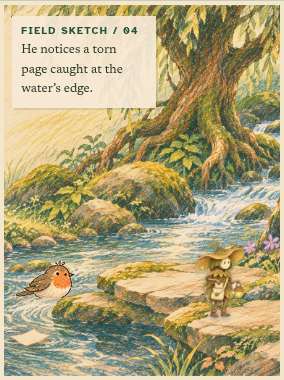 FIELD SKETCH / 04
He notices a torn
page caught at the
water’s edge.